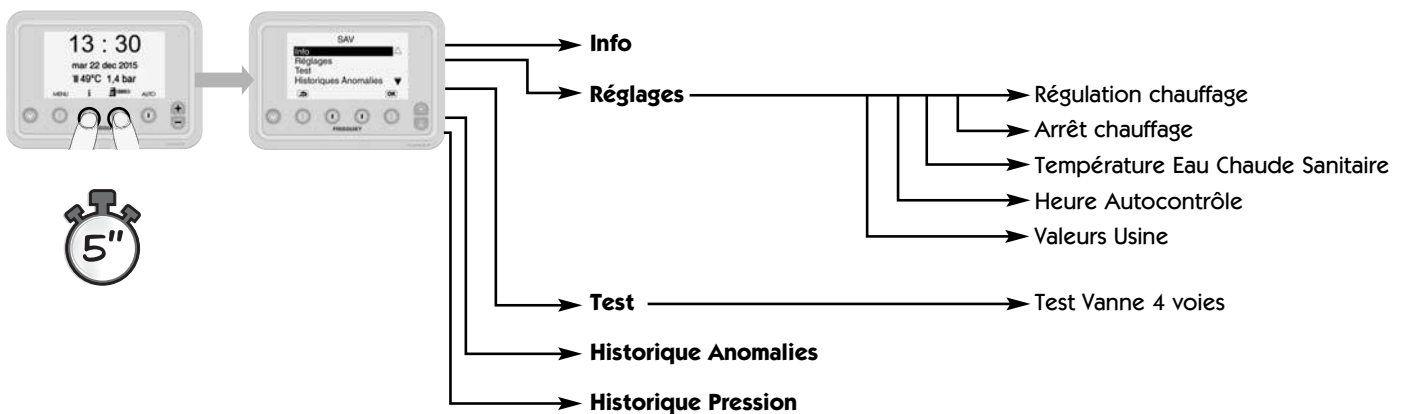 13 : 30
mar 22 dec 2015
49°C 1,4 bar
MENU i AUTO
5"
SAV
Info
Réglages
Test
Historiques Anomalies
OK
FRISQUET
Info
Réglages
Régulation chauffage
Arrêt chauffage
Température Eau Chaude Sanitaire
Heure Autocontrôle
Valeurs Usine
Test
Test Vanne 4 voies
Historique Anomalies
Historique Pression